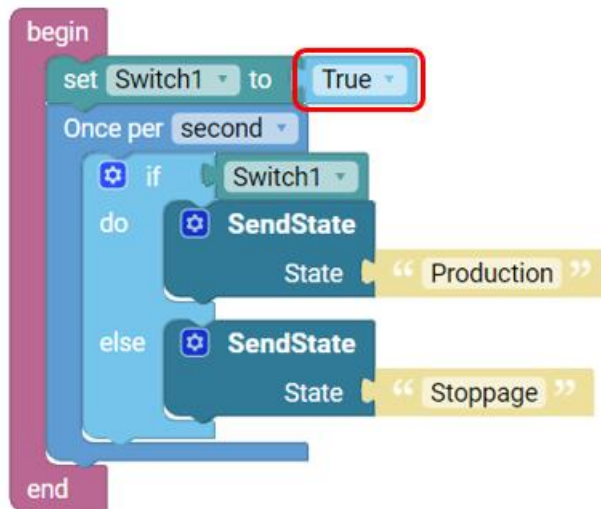 begin
set Switch1 to True
Once per second
if Switch1
do SendState
State “ Production ”
else SendState
State “ Stoppage ”
end